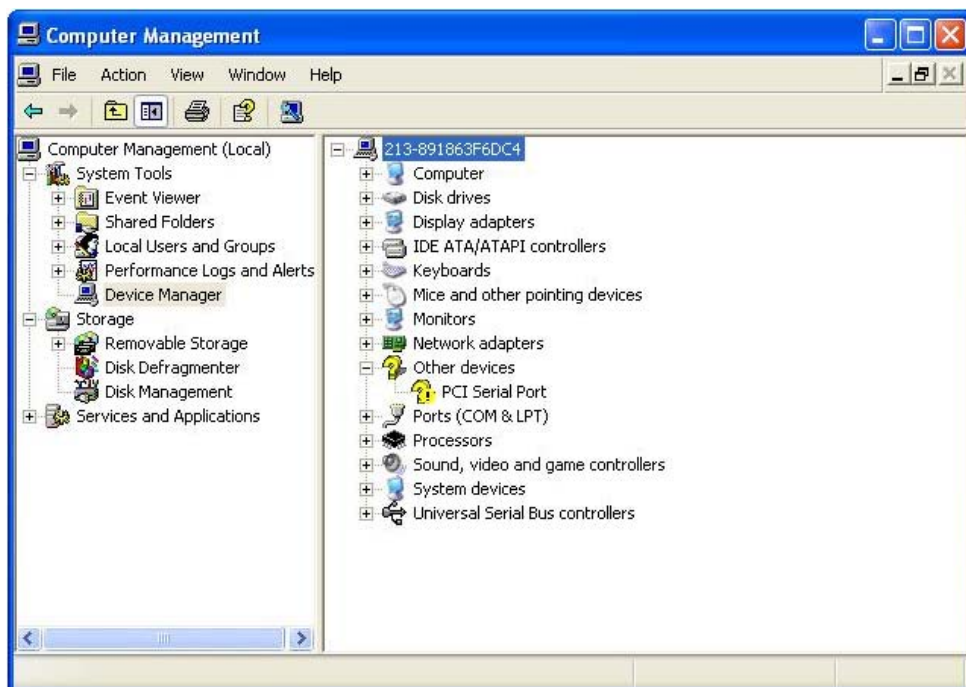 Computer Management
File Action View Window Help
Computer Management (Local)
System Tools
Event Viewer
Shared Folders
Local Users and Groups
Performance Logs and Alerts
Device Manager
Storage
Removable Storage
Disk Defragmenter
Disk Management
Services and Applications
213-891863F6DC4
Computer
Disk drives
Display adapters
IDE ATA/ATAPI controllers
Keyboards
Mice and other pointing devices
Monitors
Network adapters
Other devices
PCI Serial Port
Ports (COM & LPT)
Processors
Sound, video and game controllers
System devices
Universal Serial Bus controllers